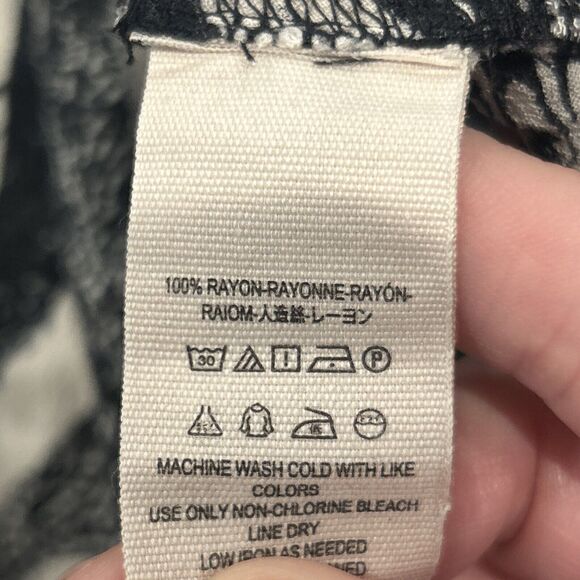 100% RAYON-RAYONNE-RAYÓN-
RAIOM-人造絲-レーヨン
30 P
MACHINE WASH COLD WITH LIKE
COLORS
USE ONLY NON-CHLORINE BLEACH
LINE DRY
LOW IRON AS NEEDED